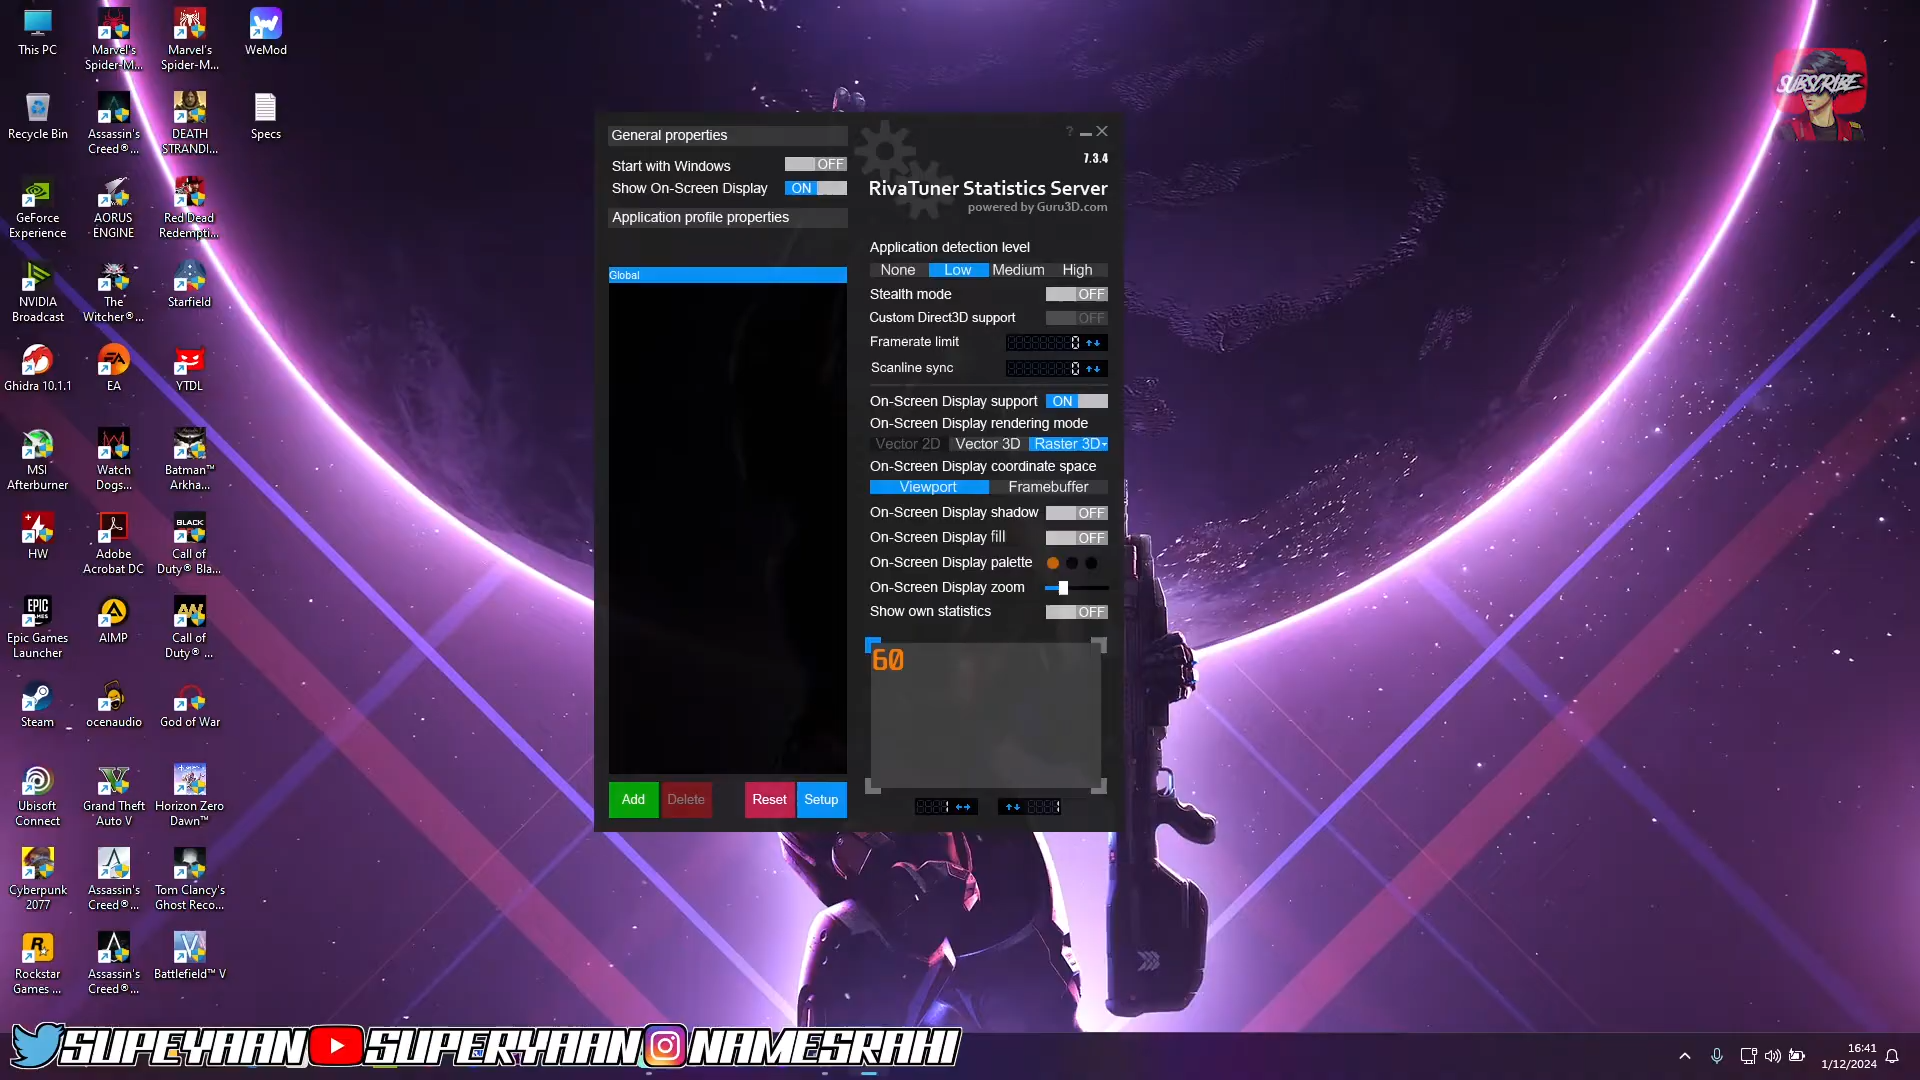 This PC
Marvel's
Spider-M...
Marvel's
Spider-M...
WeMod
Recycle Bin
Assassin's
Creed®...
DEATH
STRANDI...
Specs
GeForce
Experience
AORUS
ENGINE
Red Dead
Redempti...
NVIDIA
Broadcast
The
Witcher®...
Starfield
Ghidra 10.1.1
EA
EA
YTDL
MSI
Afterburner
Watch
Dogs...
Batman™
Arkha...
HW
Adobe
Acrobat DC
BLACK
Call of
Duty® Bla...
EPIC
GAMES
Epic Games
Launcher
AIMP
Call of
Duty® ...
Steam
ocenaudio
God of War
Ubisoft
Connect
Grand Theft
Auto V
Horizon Zero
Dawn™
Cyberpunk
2077
Assassin's
Creed®...
Tom Clancy's
Ghost Reco...
Rockstar
Games ...
Assassin's
Creed®...
Battlefield™ V
General properties
Start with Windows OFF
Show On-Screen Display ON
Application profile properties
Global
Add Delete Reset Setup
?
7.3.4
RivaTuner Statistics Server
powered by Guru3D.com
Application detection level
None Low Medium High
Stealth mode OFF
Custom Direct3D support OFF
Framerate limit 0
Scanline sync 0
On-Screen Display support ON
On-Screen Display rendering mode
Vector 2D Vector 3D Raster 3D
On-Screen Display coordinate space
Viewport Framebuffer
On-Screen Display shadow OFF
On-Screen Display fill OFF
On-Screen Display palette
On-Screen Display zoom
Show own statistics OFF
60
1 1
SUBSCRIBE
SUPEYAAN SUPERYAAN NAMESRAHI
16:41
1/12/2024